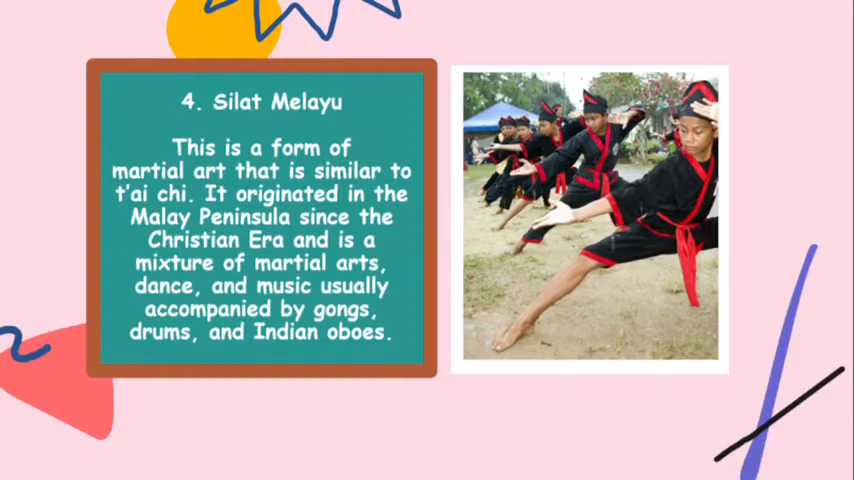 4. Silat Melayu
This is a form of
martial art that is similar to
t'ai chi. It originated in the
Malay Peninsula since the
Christian Era and is a
mixture of martial arts,
dance, and music usually
accompanied by gongs,
drums, and Indian oboes.